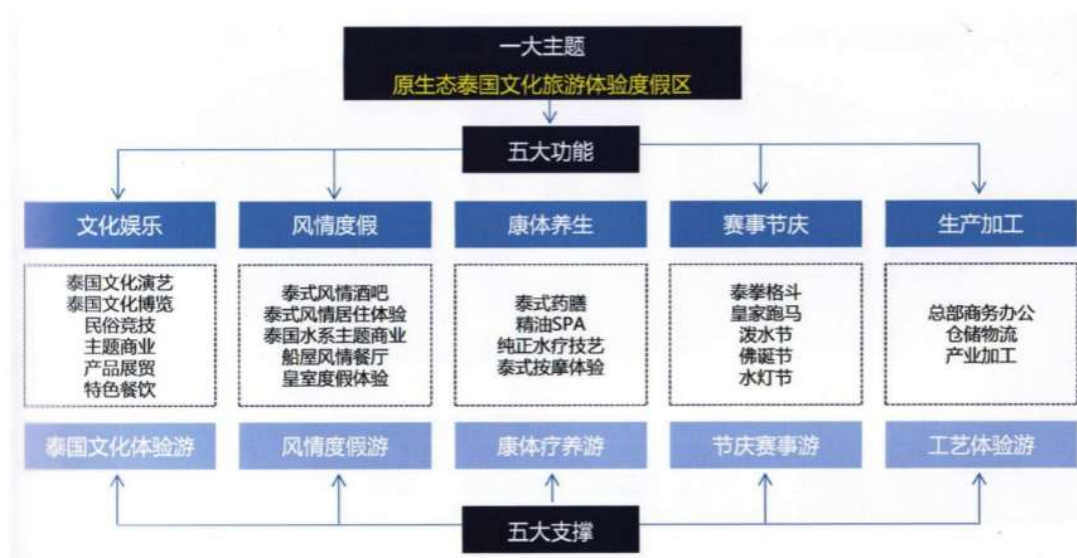 一大主题
原生态泰国文化旅游体验度假区
五大功能
文化娱乐
风情度假
康体养生
赛事节庆
生产加工
泰国文化演艺
泰国文化博览
民俗竞技
主题商业
产品展贸
特色餐饮
泰式风情酒吧
泰式风情居住体验
泰国水系主题商业
船屋风情餐厅
皇室度假体验
泰式药膳
精油SPA
纯正水疗技艺
泰式按摩体验
泰拳格斗
皇家跑马
泼水节
佛诞节
水灯节
总部商务办公
仓储物流
产业加工
泰国文化体验游
风情度假游
康体疗养游
节庆赛事游
工艺体验游
五大支撑